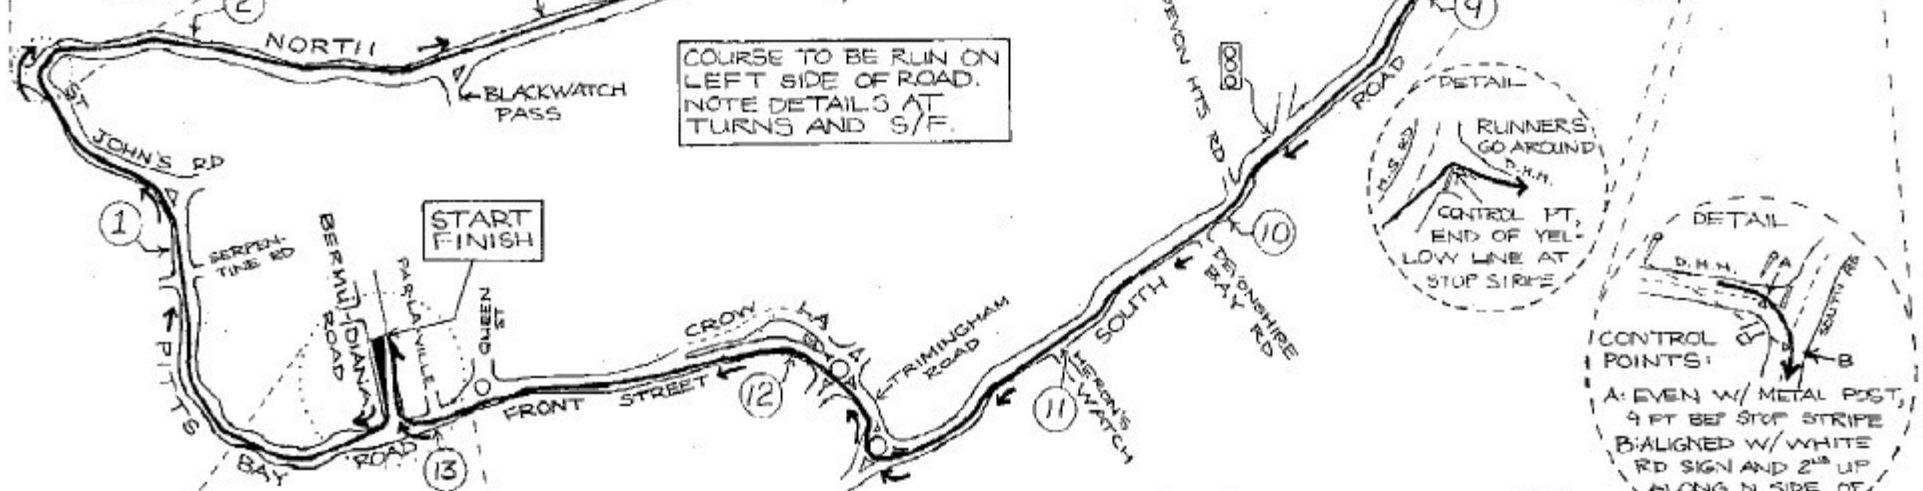 2
9
NORTH
BLACKWATCH
PASS
COURSE TO BE RUN ON
LEFT SIDE OF ROAD.
NOTE DETAILS AT
TURNS AND S/F.
DEVON HTS RD
ROAD
DETAIL
RUNNERS
GO AROUND
M.S. RD
D.H.M.
CONTROL PT,
END OF YEL-
LOW LINE AT
STOP STRIPE
ST
JOHN'S RD
1
SERPEN-
TINE RD
BERMUDIANA
ROAD
START
FINISH
PAR-LA-VILLE
QUEEN
ST
PITTS
BAY
ROAD
13
FRONT STREET
CROW LA
12
TRIMINGHAM
ROAD
11
HERON'S
WATCH
SOUTH
10
DEVONSHIRE
BAY RD
DETAIL
D.H.M.
A
SOUTH RD
B
CONTROL
POINTS:
A: EVEN W/ METAL POST,
9 FT BEF STOP STRIPE
B: ALIGNED W/ WHITE
RD SIGN AND 2ND UP
ALONG N SIDE OF